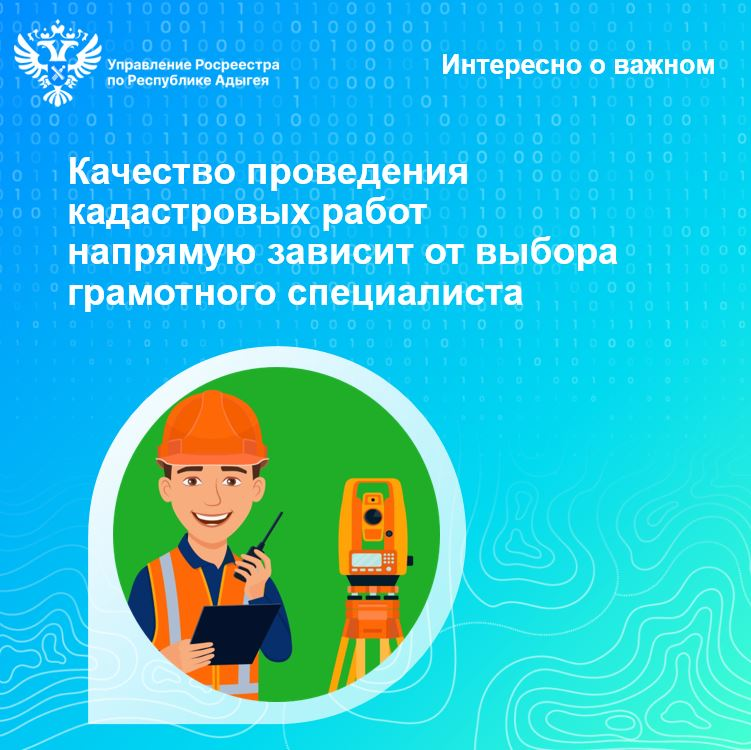 Управление Росреестра
по Республике Адыгея
Интересно о важном
Качество проведения
кадастровых работ
напрямую зависит от выбора
грамотного специалиста